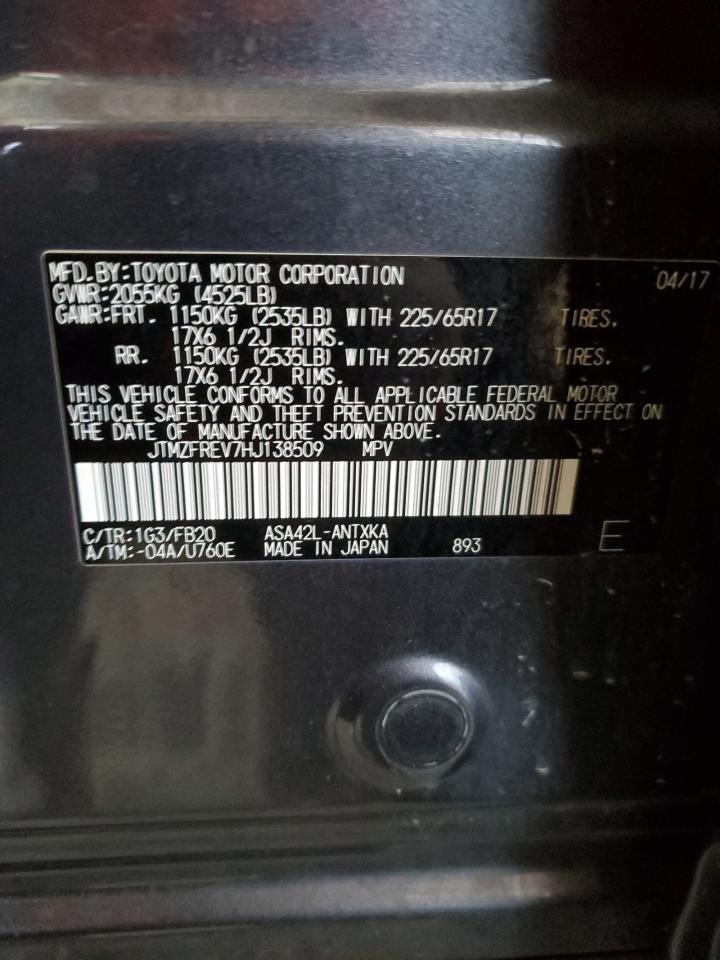 MFD.BY:TOYOTA MOTOR CORPORATION 04/17
GVWR:2055KG (4525LB)
GAWR:FRT. 1150KG (2535LB) WITH 225/65R17 TIRES.
17X6 1/2J RIMS.
RR. 1150KG (2535LB) WITH 225/65R17 TIRES.
17X6 1/2J RIMS.
THIS VEHICLE CONFORMS TO ALL APPLICABLE FEDERAL MOTOR
VEHICLE SAFETY AND THEFT PREVENTION STANDARDS IN EFFECT ON
THE DATE OF MANUFACTURE SHOWN ABOVE.
JTMZFREV7HJ138509 MPV
C/TR:1G3/FB20 ASA42L-ANTXKA
A/TM:-04A/U760E MADE IN JAPAN 893 E